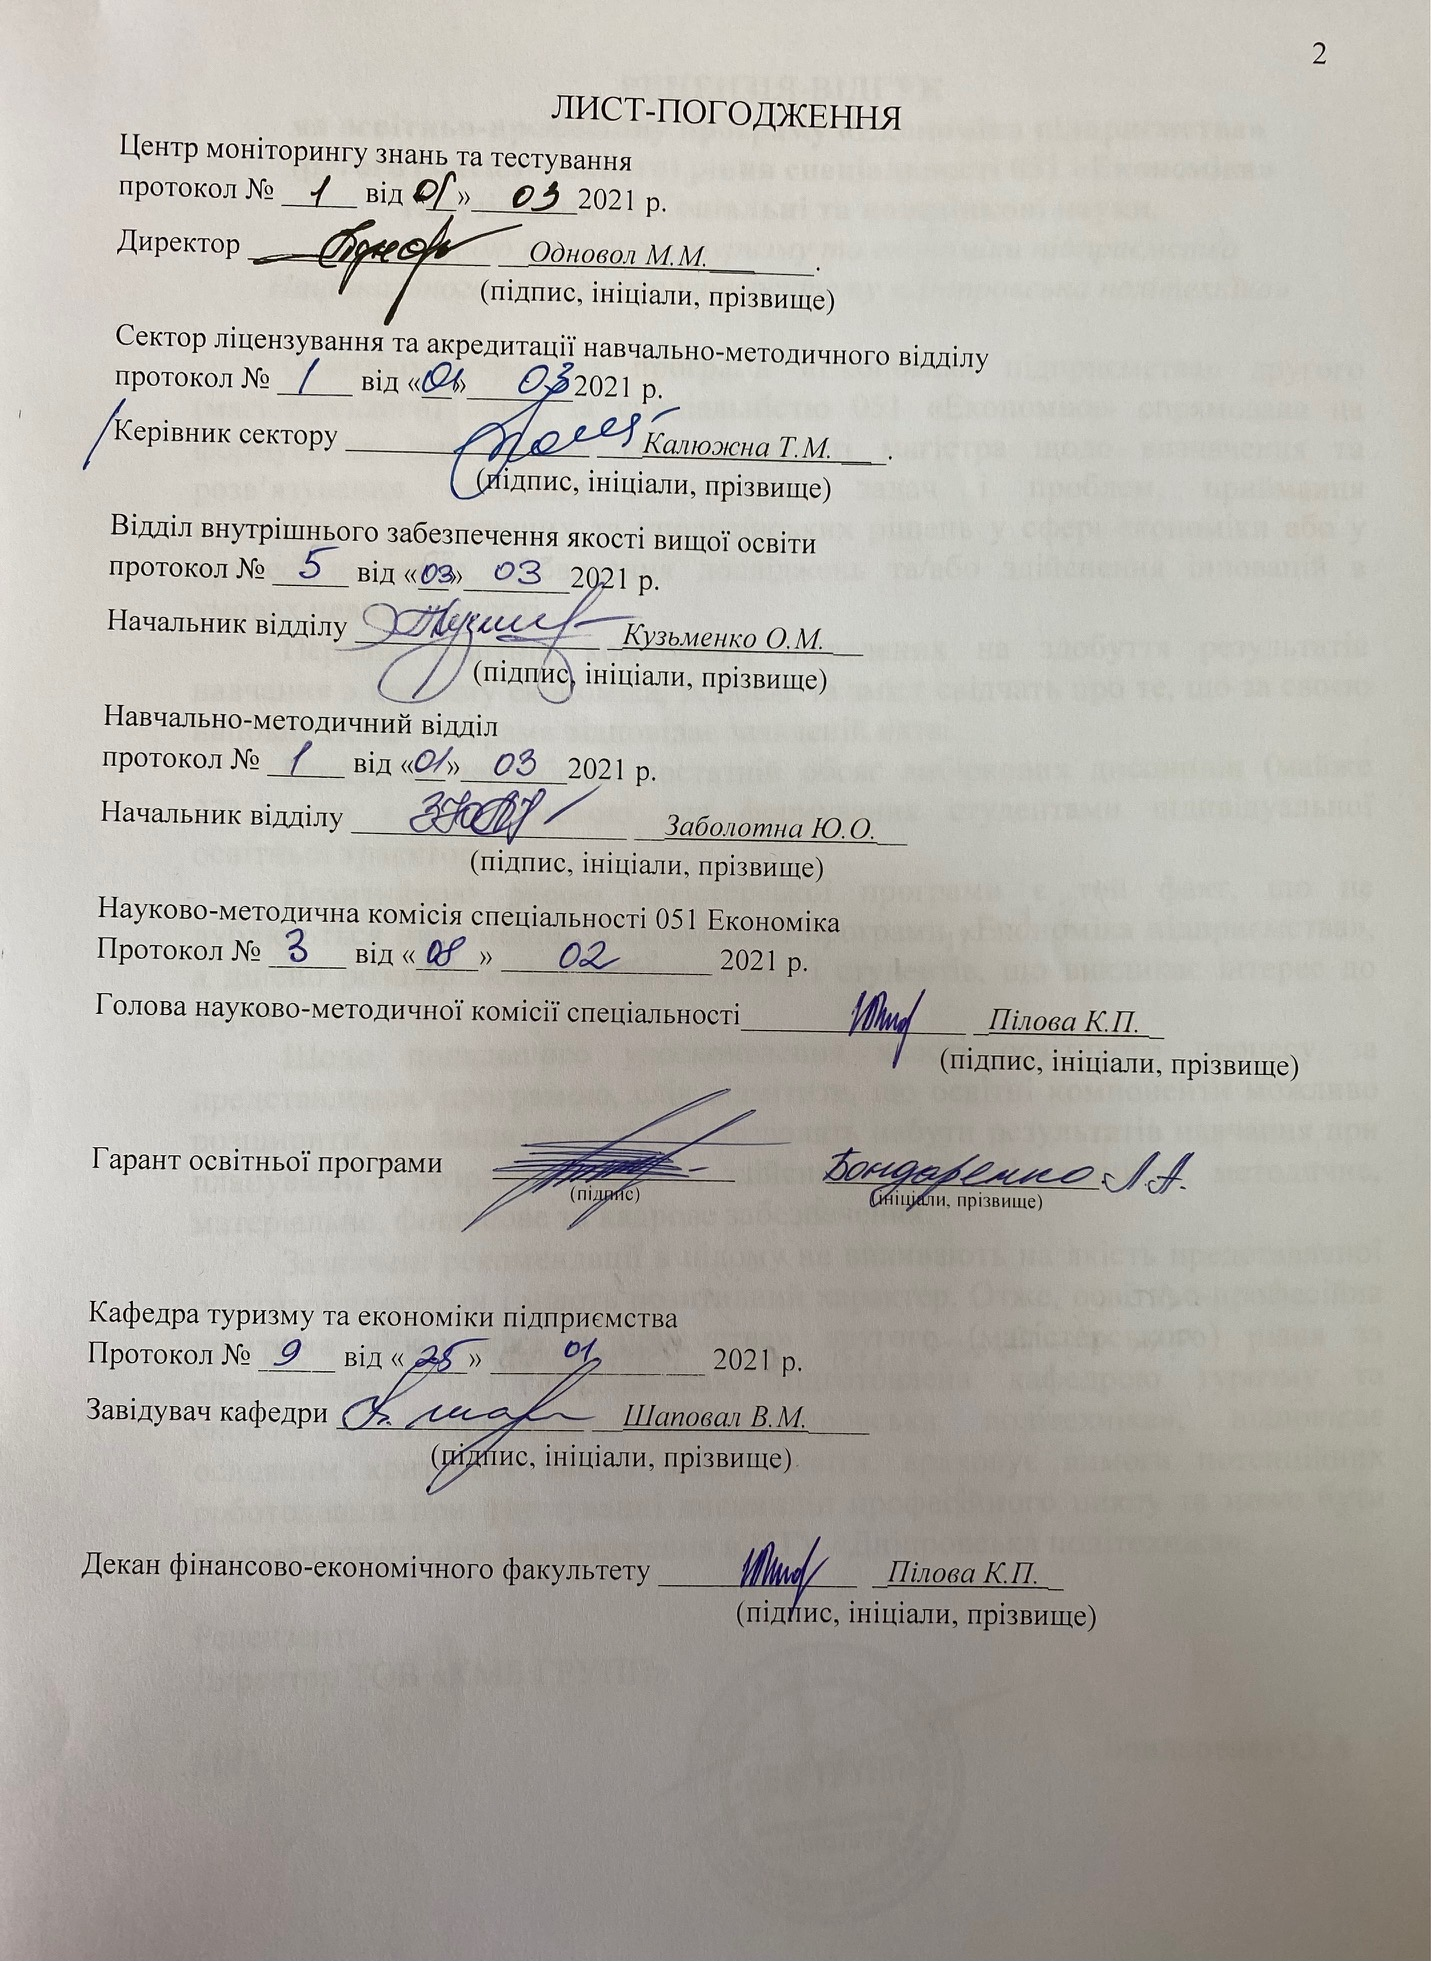 2
ЛИСТ-ПОГОДЖЕННЯ
Центр моніторингу знань та тестування
протокол № 1 від 01» 03 2021 р.
Директор Одновол М.М.
(підпис, ініціали, прізвище)
Сектор ліцензування та акредитації навчально-методичного відділу
протокол № 1 від «01» 03 2021 р.
Керівник сектору Калюжна Т.М.
(підпис, ініціали, прізвище)
Відділ внутрішнього забезпечення якості вищої освіти
протокол № 5 від «03» 03 2021 р.
Начальник відділу Кузьменко О.М.
(підпис, ініціали, прізвище)
Навчально-методичний відділ
протокол № 1 від «01» 03 2021 р.
Начальник відділу Заболотна Ю.О.
(підпис, ініціали, прізвище)
Науково-методична комісія спеціальності 051 Економіка
Протокол № 3 від «08» 02 2021 р.
Голова науково-методичної комісії спеціальності Пілова К.П.
(підпис, ініціали, прізвище)
Гарант освітньої програми Бондаренко Л.А.
(підпис) (ініціали, прізвище)
Кафедра туризму та економіки підприємства
Протокол № 9 від «25» 01 2021 р.
Завідувач кафедри Шаповал В.М.
(підпис, ініціали, прізвище)
Декан фінансово-економічного факультету Пілова К.П.
(підпис, ініціали, прізвище)